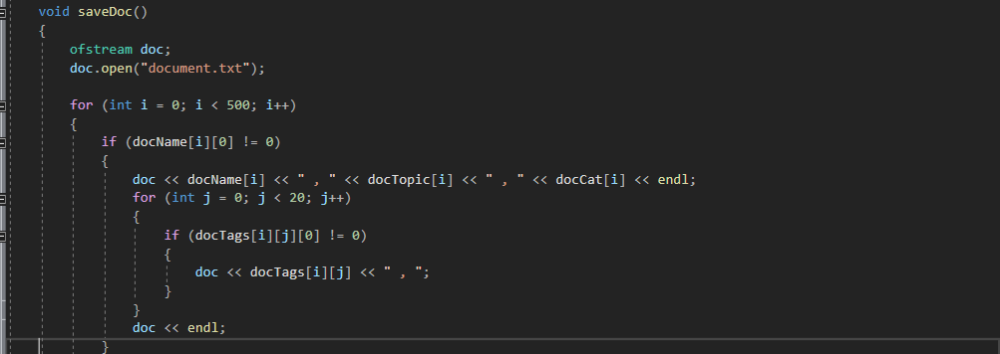 void saveDoc()
{
ofstream doc;
doc.open("document.txt");
for (int i = 0; i < 500; i++)
{
if (docName[i][0] != 0)
{
doc << docName[i] << " , " << docTopic[i] << " , " << docCat[i] << endl;
for (int j = 0; j < 20; j++)
{
if (docTags[i][j][0] != 0)
{
doc << docTags[i][j] << " , ";
}
}
doc << endl;
}